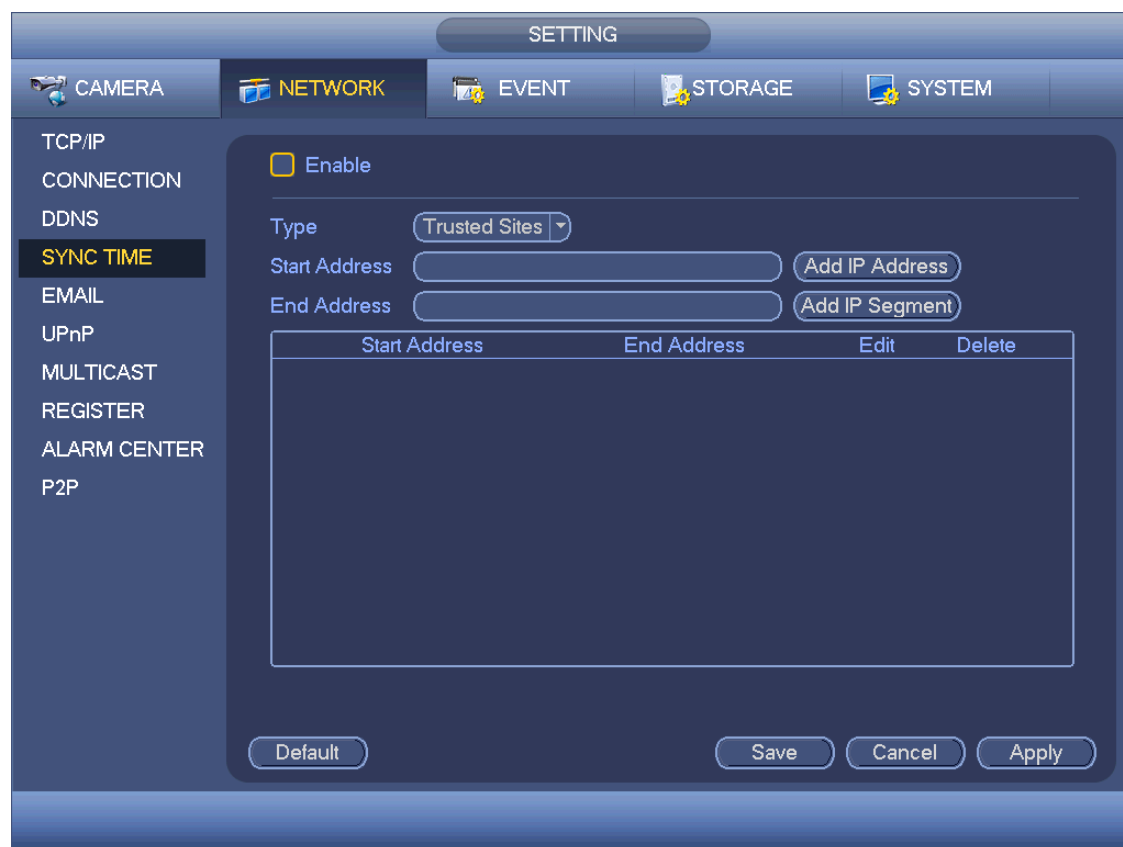 SETTING
CAMERA NETWORK EVENT STORAGE SYSTEM
TCP/IP
CONNECTION
DDNS
SYNC TIME
EMAIL
UPnP
MULTICAST
REGISTER
ALARM CENTER
P2P
Enable
Type Trusted Sites
Start Address Add IP Address
End Address Add IP Segment
Start Address End Address Edit Delete
Default Save Cancel Apply